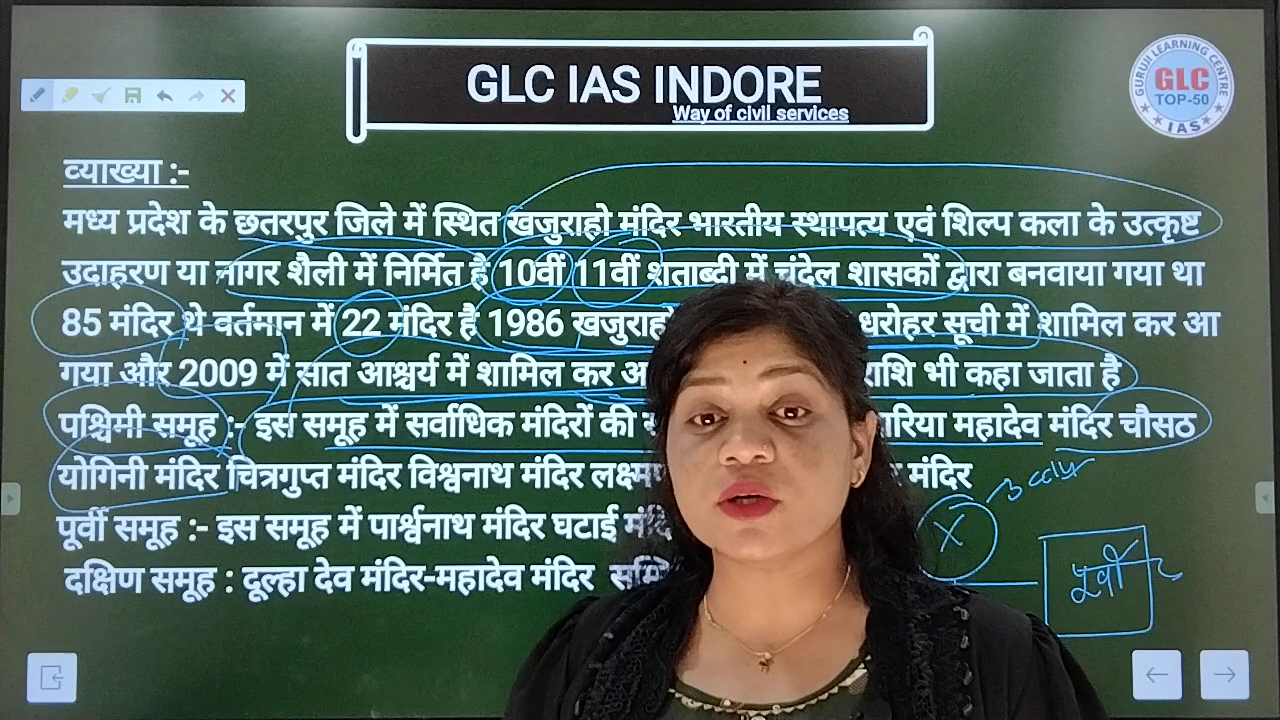 GLC IAS INDORE
Way of civil services
GURUJI LEARNING CENTRE
GLC
TOP-50
IAS
व्याख्या :-
मध्य प्रदेश के छतरपुर जिले में स्थित खजुराहो मंदिर भारतीय स्थापत्य एवं शिल्प कला के उत्कृष्ट
उदाहरण या नागर शैली में निर्मित है 10वीं 11वीं शताब्दी में चंदेल शासकों द्वारा बनवाया गया था
85 मंदिर थे वर्तमान में 22 मंदिर है 1986 धरोहर सूची में शामिल कर आ
गया और 2009 में सात आश्चर्य में शामिल कर भी कहा जाता है
पश्चिमी समूह :- इस समूह में सर्वाधिक मंदिरों की महादेव मंदिर चौसठ
योगिनी मंदिर चित्रगुप्त मंदिर विश्वनाथ मंदिर मंदिर
पूर्वी समूह :- इस समूह में पार्श्वनाथ मंदिर घटाई
दक्षिण समूह : दूल्हा देव मंदिर-महादेव मंदिर
X
पूर्वी